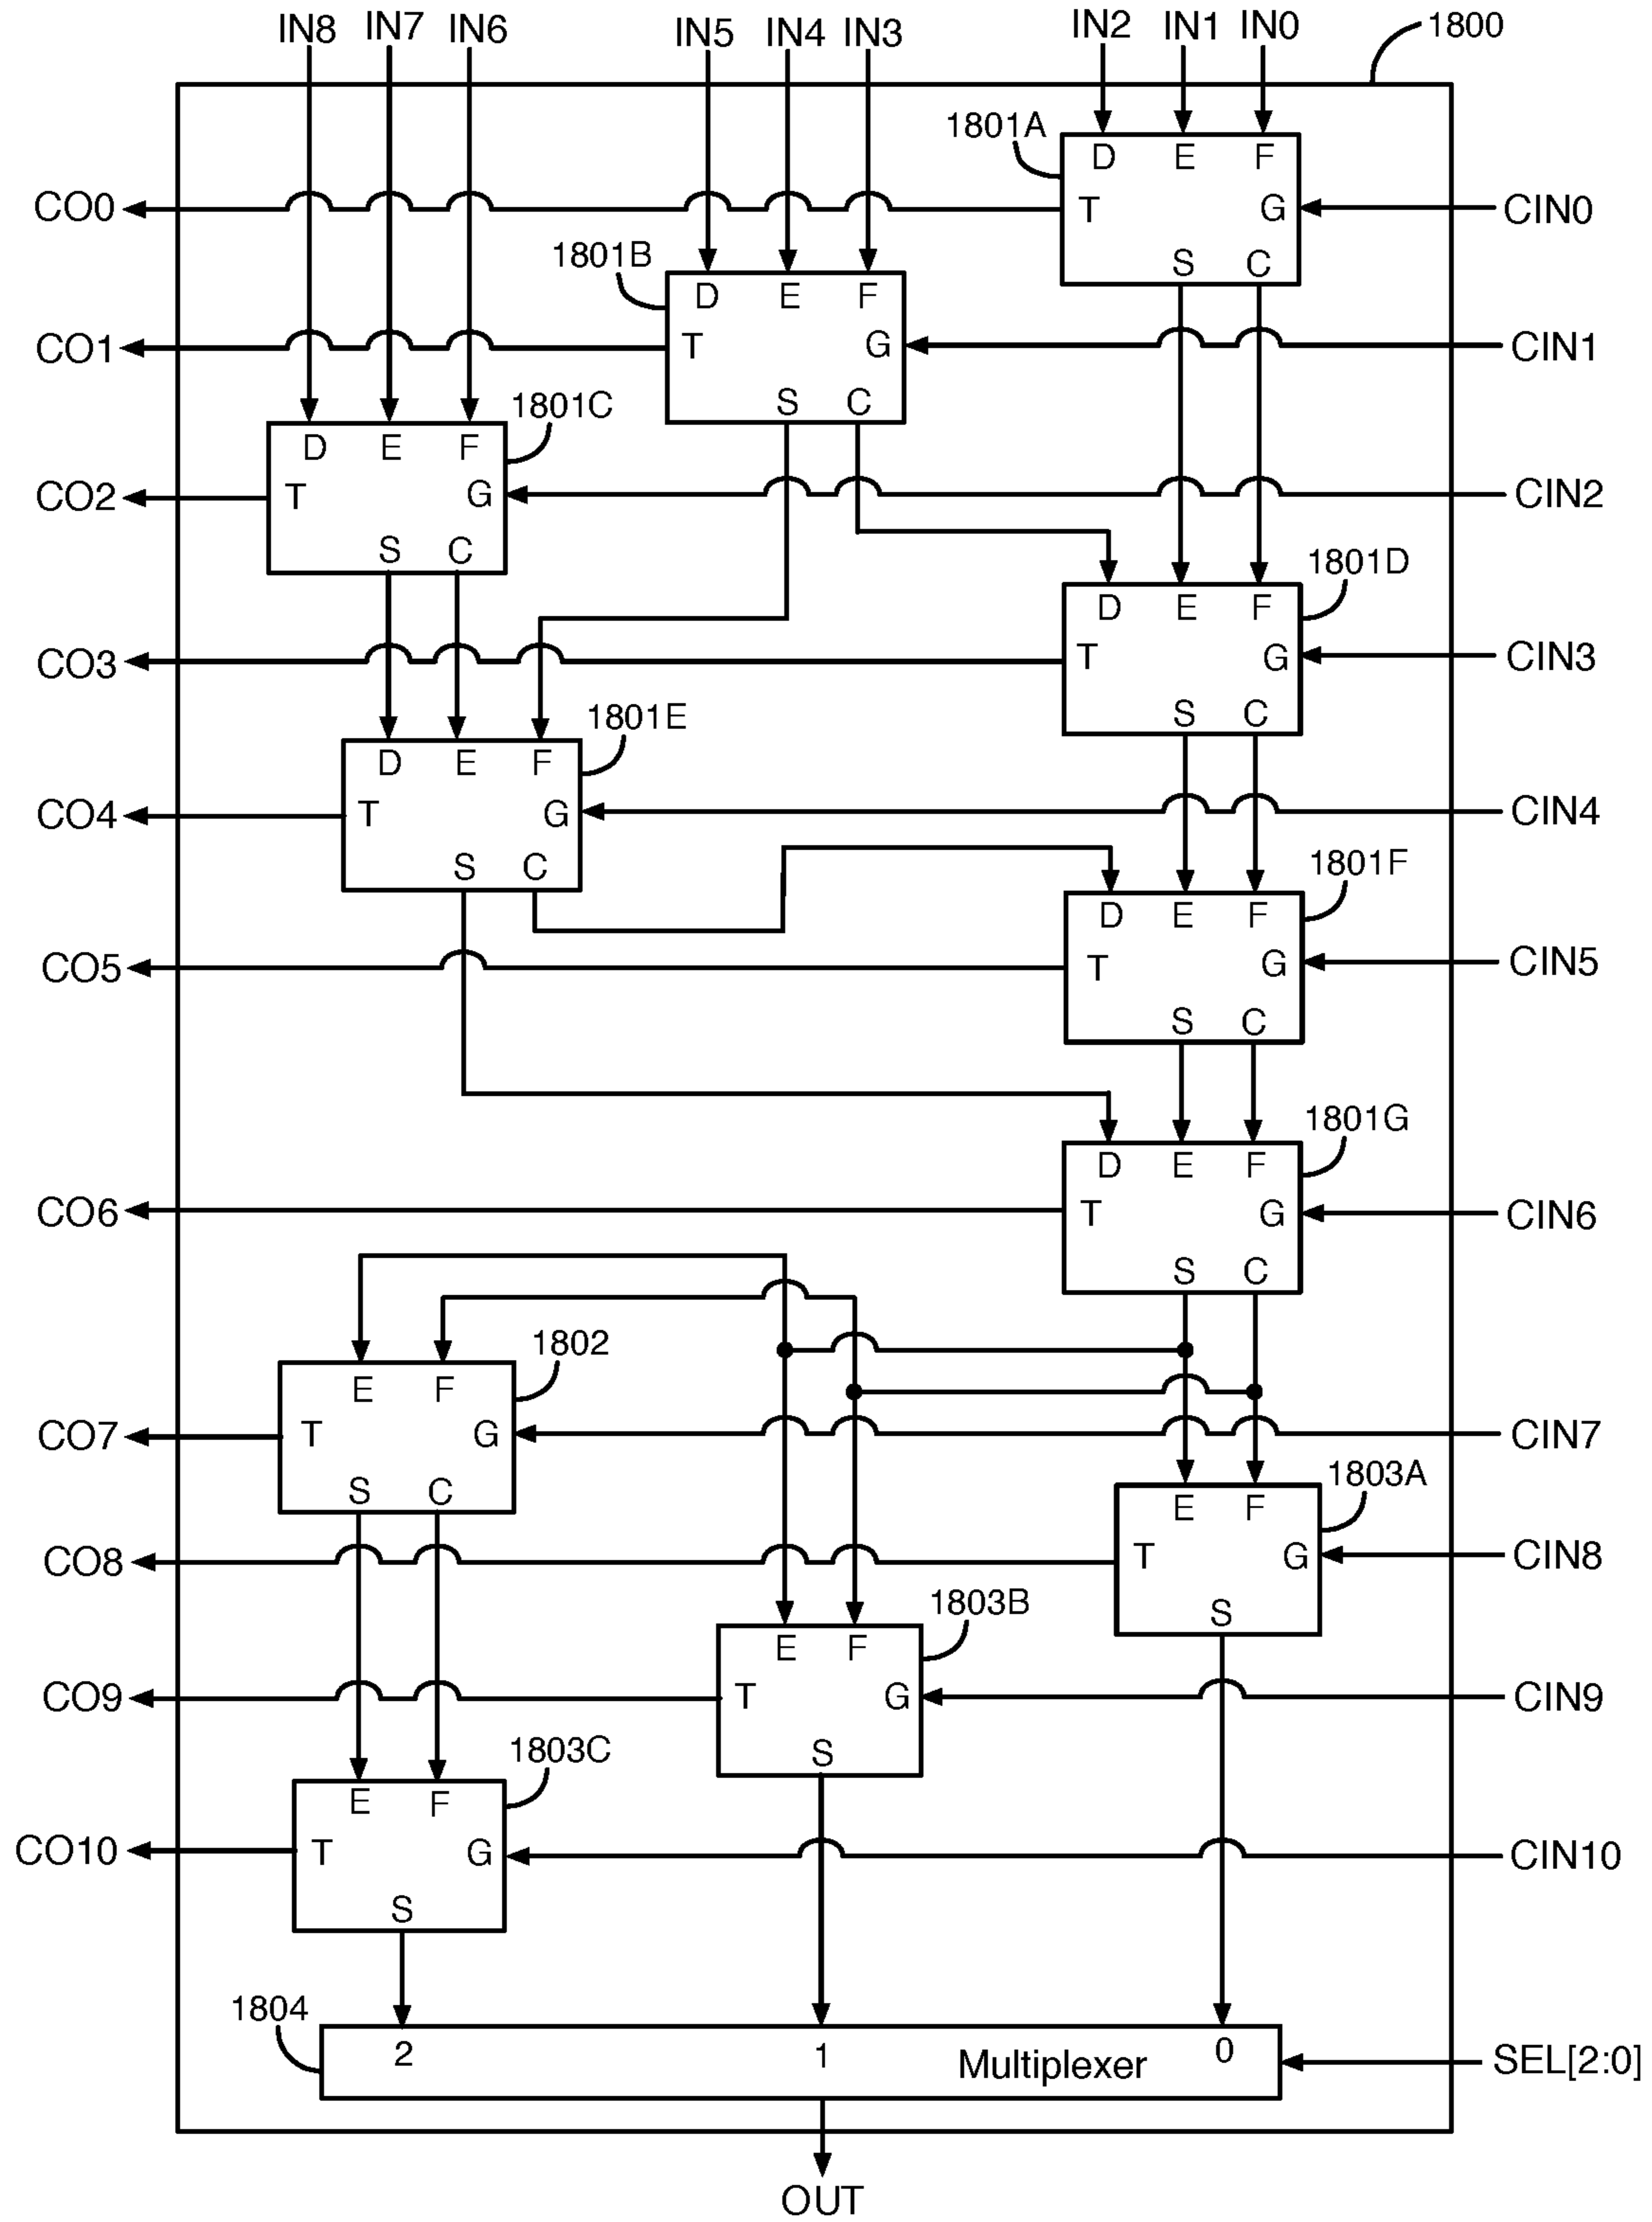 IN8 IN7 IN6 IN5 IN4 IN3 IN2 IN1 IN0 1800
1801A
D E F
CO0 T G CIN0
S C
1801B
D E F
CO1 T G CIN1
S C
1801C
D E F
CO2 T G CIN2
S C
1801D
D E F
CO3 T G CIN3
S C
1801E
D E F
CO4 T G CIN4
S C
1801F
D E F
CO5 T G CIN5
S C
1801G
D E F
CO6 T G CIN6
S C
1802
E F
CO7 T G CIN7
S C
1803A
E F
CO8 T G CIN8
S
1803B
E F
CO9 T G CIN9
S
1803C
E F
CO10 T G CIN10
S
1804
2 1 Multiplexer 0 SEL[2:0]
OUT